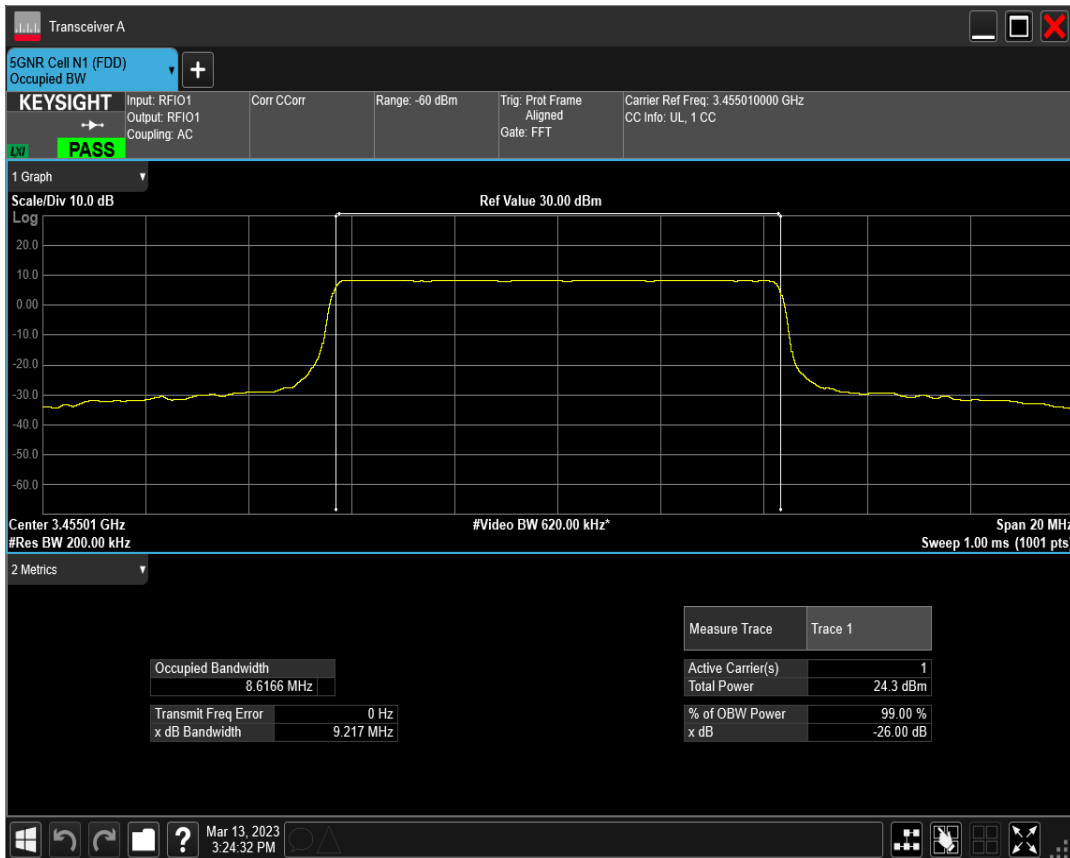 Transceiver A
5GNR Cell N1 (FDD)
Occupied BW
+
KEYSIGHT
LXI
PASS
Input: RFIO1
Output: RFIO1
Coupling: AC
Corr CCorr
Range: -60 dBm
Trig: Prot Frame
Aligned
Gate: FFT
Carrier Ref Freq: 3.455010000 GHz
CC Info: UL, 1 CC
1 Graph
Scale/Div 10.0 dB
Ref Value 30.00 dBm
Log
20.0
10.0
0.00
-10.0
-20.0
-30.0
-40.0
-50.0
-60.0
Center 3.45501 GHz
#Video BW 620.00 kHz*
Span 20 MHz
#Res BW 200.00 kHz
Sweep 1.00 ms (1001 pts)
2 Metrics
Measure Trace Trace 1
Occupied Bandwidth
8.6166 MHz
Active Carrier(s) 1
Total Power 24.3 dBm
Transmit Freq Error 0 Hz
x dB Bandwidth 9.217 MHz
% of OBW Power 99.00 %
x dB -26.00 dB
?
Mar 13, 2023
3:24:32 PM